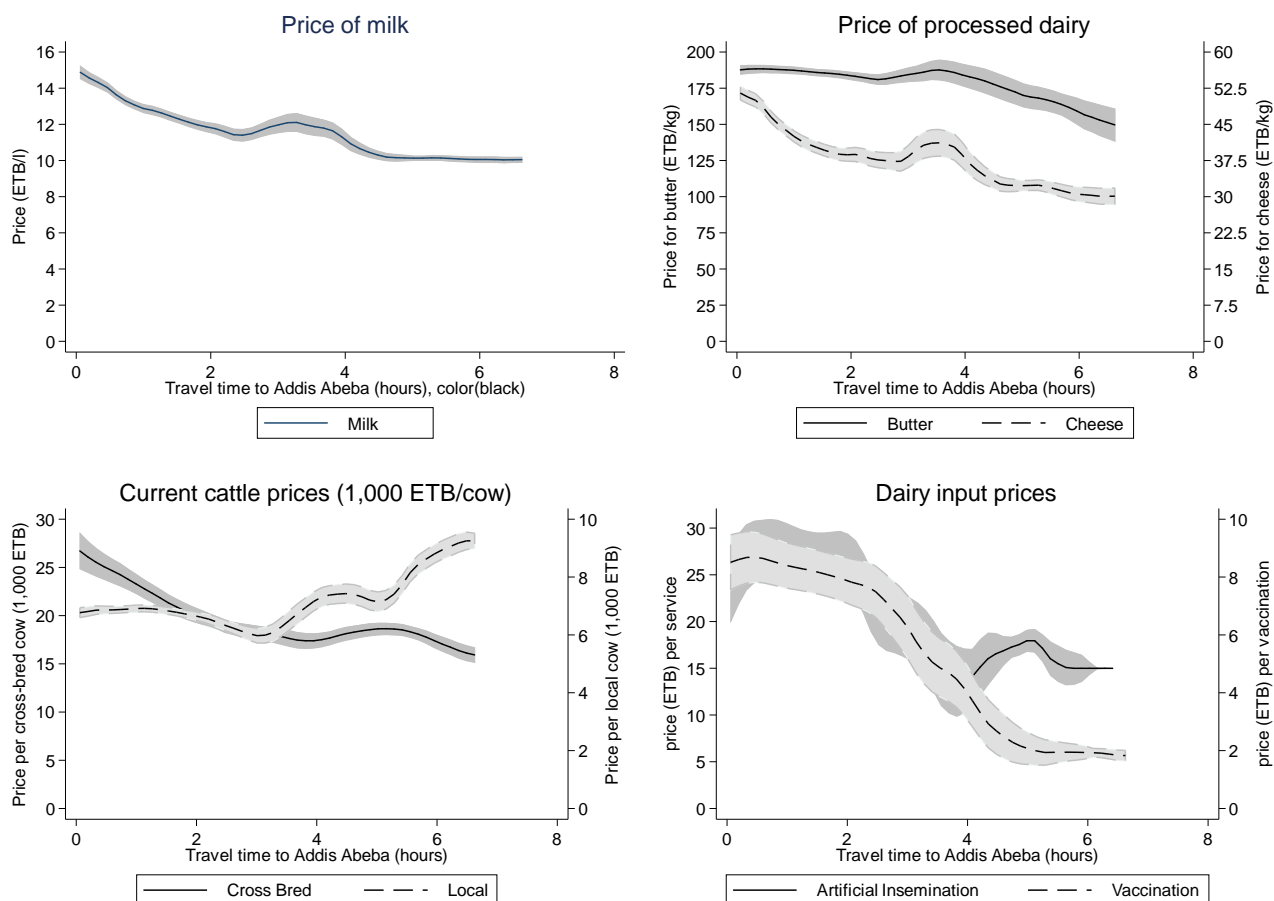 Price of milk
Price (ETB/l)
16
14
12
10
8
6
4
2
0
0 2 4 6 8
Travel time to Addis Abeba (hours), color(black)
Milk
Price of processed dairy
Price for butter (ETB/kg)
200
175
150
125
100
75
50
25
0
60
52.5
45
37.5
30
22.5
15
7.5
0
Price for cheese (ETB/kg)
0 2 4 6 8
Travel time to Addis Abeba (hours)
Butter Cheese
Current cattle prices (1,000 ETB/cow)
Price per cross-bred cow (1,000 ETB)
30
25
20
15
10
5
0
10
8
6
4
2
0
Price per local cow (1,000 ETB)
0 2 4 6 8
Travel time to Addis Abeba (hours)
Cross Bred Local
Dairy input prices
price (ETB) per service
30
25
20
15
10
5
0
10
8
6
4
2
0
price (ETB) per vaccination
0 2 4 6 8
Travel time to Addis Abeba (hours)
Artificial Insemination Vaccination